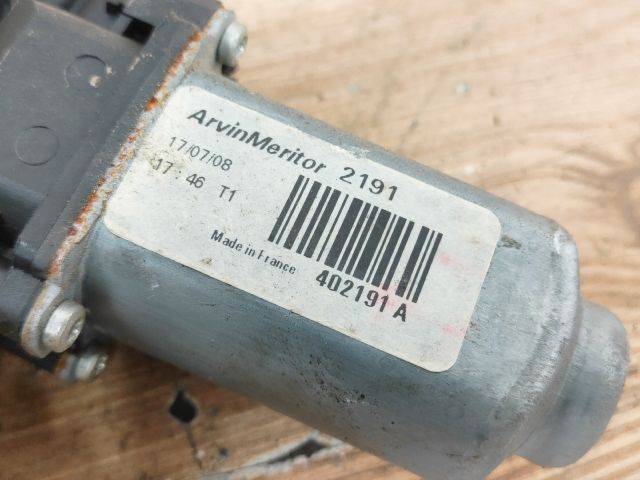 ArvinMeritor 2191
17/07/08
17:46 T1
Made in France
402191 A